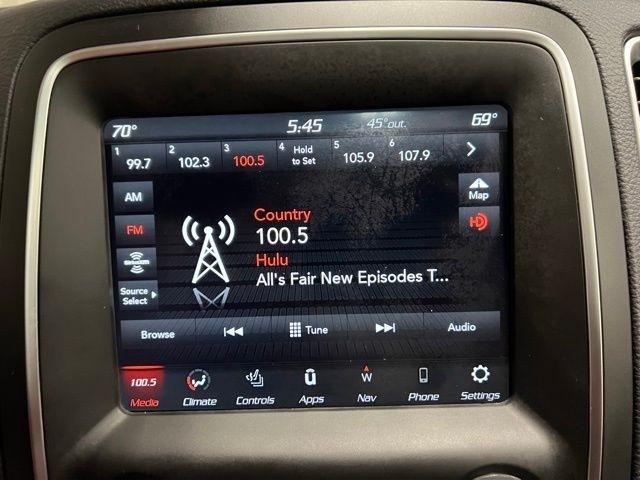 70° 5:45 45°out. 69°
1 99.7 2 102.3 3 100.5 4 Hold to Set 5 105.9 6 107.9
AM
Map
FM
HD
Country
100.5
Hulu
All's Fair New Episodes T...
siriusxm
Source
Select
Browse Tune Audio
100.5
W
Media Climate Controls Apps Nav Phone Settings